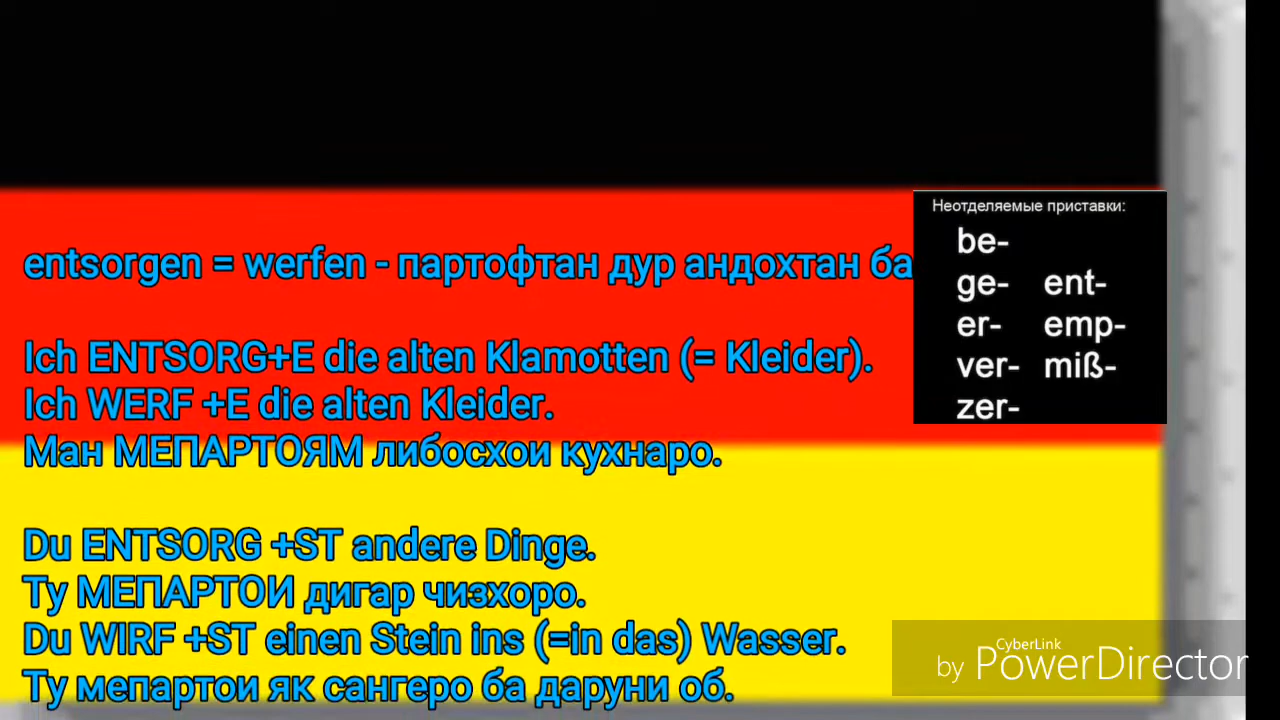 entsorgen = werfen - партофтан дур андохтан ба
Ich ENTSORG+E die alten Klamotten (= Kleider).
Ich WERF +E die alten Kleider.
Ман МЕПАРТОЯМ либосхои кухнаро.
Du ENTSORG +ST andere Dinge.
Ту МЕПАРТОИ дигар чизхоро.
Du WIRF +ST einen Stein ins (=in das) Wasser.
Ту мепартои як сангеро ба даруни об.
Неотделяемые приставки:
be-
ge- ent-
er- emp-
ver- miß-
zer-
CyberLink
by PowerDirector